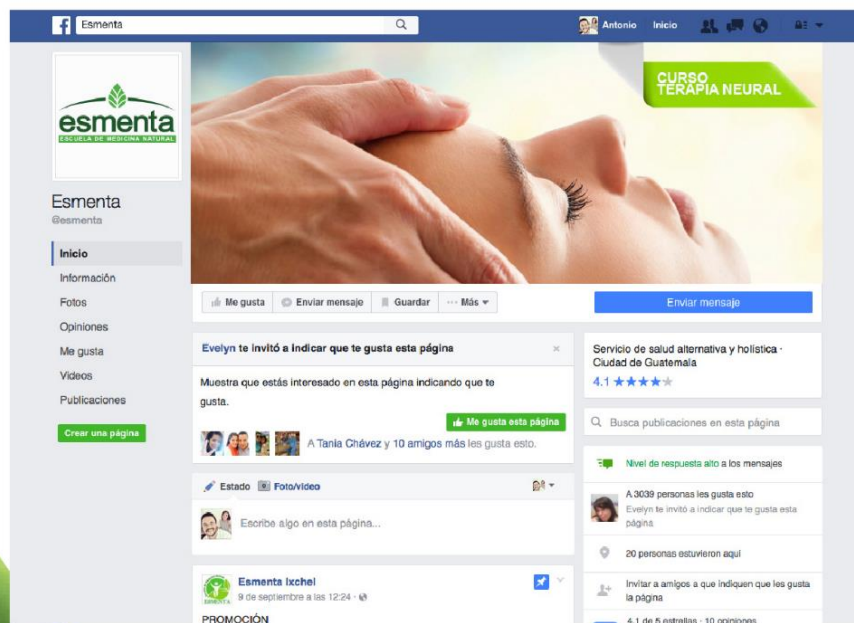 Esmenta
Antonio Inicio
esmenta
ESCUELA DE MEDICINA NATURAL
CURSO
TERAPIA NEURAL
Esmenta
@esmenta
Inicio
Información
Fotos
Opiniones
Me gusta
Videos
Publicaciones
Crear una página
Me gusta
Enviar mensaje
Guardar
··· Más
Enviar mensaje
Evelyn te invitó a indicar que te gusta esta página
Muestra que estás interesado en esta página indicando que te
gusta.
Me gusta esta página
A Tania Chávez y 10 amigos más les gusta esto.
Estado Foto/video
Escribe algo en esta página...
Esmenta Ixchel
9 de septiembre a las 12:24 ·
PROMOCIÓN
Servicio de salud alternativa y holística ·
Ciudad de Guatemala
4.1 ★★★★★
Busca publicaciones en esta página
Nivel de respuesta alto a los mensajes
A 3039 personas les gusta esto
Evelyn te invitó a indicar que te gusta esta
página
20 personas estuvieron aquí
Invitar a amigos a que indiquen que les gusta
la página
4.1 de 5 estrellas · 10 opiniones